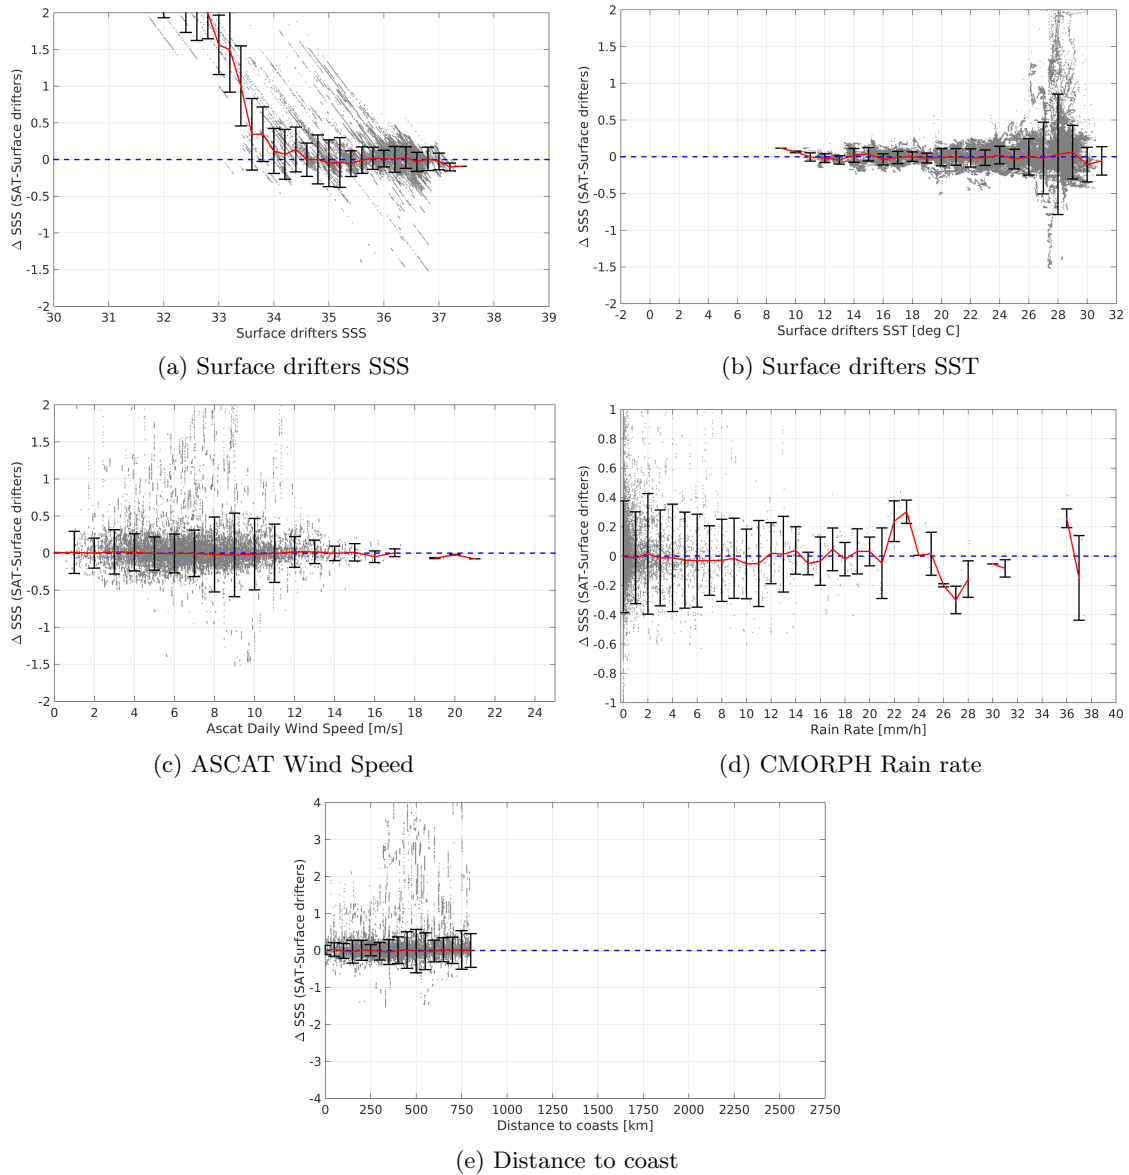 2
1.5
1
0.5
0
-0.5
-1
-1.5
-2
Δ SSS (SAT-Surface drifters)
30 31 32 33 34 35 36 37 38 39
Surface drifters SSS
(a) Surface drifters SSS
2
1.5
1
0.5
0
-0.5
-1
-1.5
-2
Δ SSS (SAT-Surface drifters)
-2 0 2 4 6 8 10 12 14 16 18 20 22 24 26 28 30 32
Surface drifters SST [deg C]
(b) Surface drifters SST
2
1.5
1
0.5
0
-0.5
-1
-1.5
-2
Δ SSS (SAT-Surface drifters)
0 2 4 6 8 10 12 14 16 18 20 22 24
Ascat Daily Wind Speed [m/s]
(c) ASCAT Wind Speed
1
0.8
0.6
0.4
0.2
0
-0.2
-0.4
-0.6
-0.8
-1
Δ SSS (SAT-Surface drifters)
0 2 4 6 8 10 12 14 16 18 20 22 24 26 28 30 32 34 36 38 40
Rain Rate [mm/h]
(d) CMORPH Rain rate
4
3
2
1
0
-1
-2
-3
-4
Δ SSS (SAT-Surface drifters)
0 250 500 750 1000 1250 1500 1750 2000 2250 2500 2750
Distance to coasts [km]
(e) Distance to coast